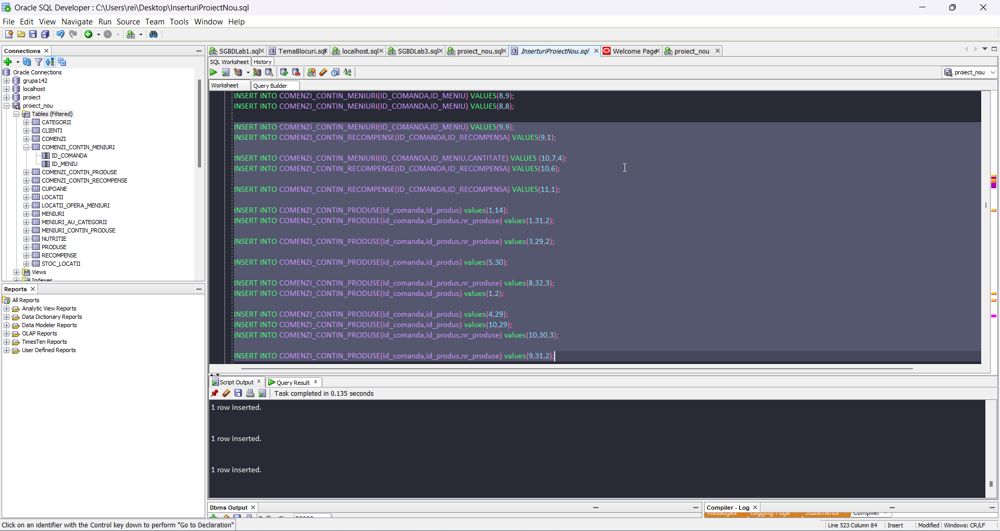 Oracle SQL Developer : C:\Users\rei\Desktop\InserturiProiectNou.sql
File Edit View Navigate Run Source Team Tools Window Help
Connections
Oracle Connections
grupa142
localhost
proiect
proiect_nou
Tables (Filtered)
CATEGORII
CLIENTI
COMENZI
COMENZI_CONTIN_MENIURI
ID_COMANDA
ID_MENIU
COMENZI_CONTIN_PRODUSE
COMENZI_CONTIN_RECOMPENSE
CUPOANE
LOCATII
LOCATII_OFERA_MENIURI
MENIURI
MENIURI_AU_CATEGORII
MENIURI_CONTIN_PRODUSE
NUTRITIE
PRODUSE
RECOMPENSE
STOC_LOCATII
Views
Indexes
Reports
All Reports
Analytic View Reports
Data Dictionary Reports
Data Modeler Reports
OLAP Reports
TimesTen Reports
User Defined Reports
SGBDLab1.sql TemaBlocuri.sql localhost.sql SGBDLab3.sql proiect_nou.sql InserturiProiectNou.sql Welcome Page proiect_nou
SQL Worksheet History
proiect_nou
Worksheet Query Builder
INSERT INTO COMENZI_CONTIN_MENIURI(ID_COMANDA,ID_MENIU) VALUES(8,9);
INSERT INTO COMENZI_CONTIN_MENIURI(ID_COMANDA,ID_MENIU) VALUES(8,8);
INSERT INTO COMENZI_CONTIN_MENIURI(ID_COMANDA,ID_MENIU) VALUES(9,9);
INSERT INTO COMENZI_CONTIN_RECOMPENSE(ID_COMANDA,ID_RECOMPENSA) VALUES(9,1);
INSERT INTO COMENZI_CONTIN_MENIURI(ID_COMANDA,ID_MENIU,CANTITATE) VALUES (10,7,4);
INSERT INTO COMENZI_CONTIN_RECOMPENSE(ID_COMANDA,ID_RECOMPENSA) VALUES(10,6);
INSERT INTO COMENZI_CONTIN_RECOMPENSE(ID_COMANDA,ID_RECOMPENSA) VALUES(11,1);
INSERT INTO COMENZI_CONTIN_PRODUSE(id_comanda,id_produs) values(1,14);
INSERT INTO COMENZI_CONTIN_PRODUSE(id_comanda,id_produs,nr_produse) values(1,31,2);
INSERT INTO COMENZI_CONTIN_PRODUSE(id_comanda,id_produs,nr_produse) values(3,29,2);
INSERT INTO COMENZI_CONTIN_PRODUSE(id_comanda,id_produs) values(5,30);
INSERT INTO COMENZI_CONTIN_PRODUSE(id_comanda,id_produs,nr_produse) values(8,32,3);
INSERT INTO COMENZI_CONTIN_PRODUSE(id_comanda,id_produs) values(1,2);
INSERT INTO COMENZI_CONTIN_PRODUSE(id_comanda,id_produs) values(4,29);
INSERT INTO COMENZI_CONTIN_PRODUSE(id_comanda,id_produs) values(10,29);
INSERT INTO COMENZI_CONTIN_PRODUSE(id_comanda,id_produs,nr_produse) values(10,30,3);
INSERT INTO COMENZI_CONTIN_PRODUSE(id_comanda,id_produs,nr_produse) values(9,31,2);
Script Output Query Result
Task completed in 0.135 seconds
1 row inserted.
1 row inserted.
1 row inserted.
Dbms Output
Compiler - Log
Messages Logging Page Statements Compiler
Click on an identifier with the Control key down to perform "Go to Declaration"
Line 523 Column 84 Insert Modified Windows: CR/LF